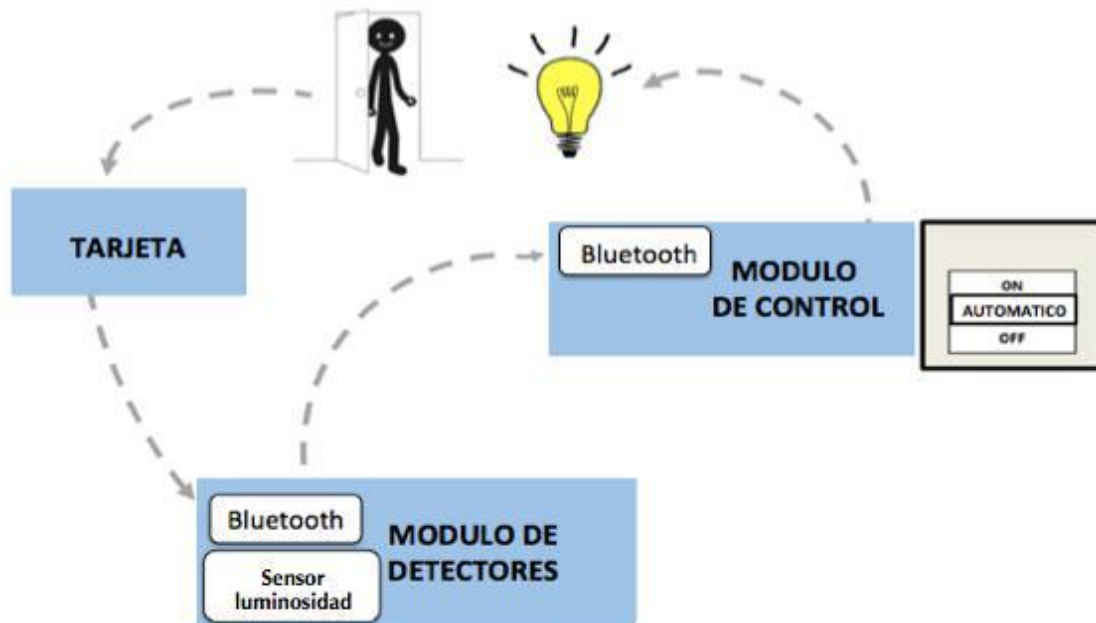 TARJETA
Bluetooth
MODULO
DE CONTROL
ON
AUTOMATICO
OFF
Bluetooth
Sensor
luminosidad
MODULO DE
DETECTORES